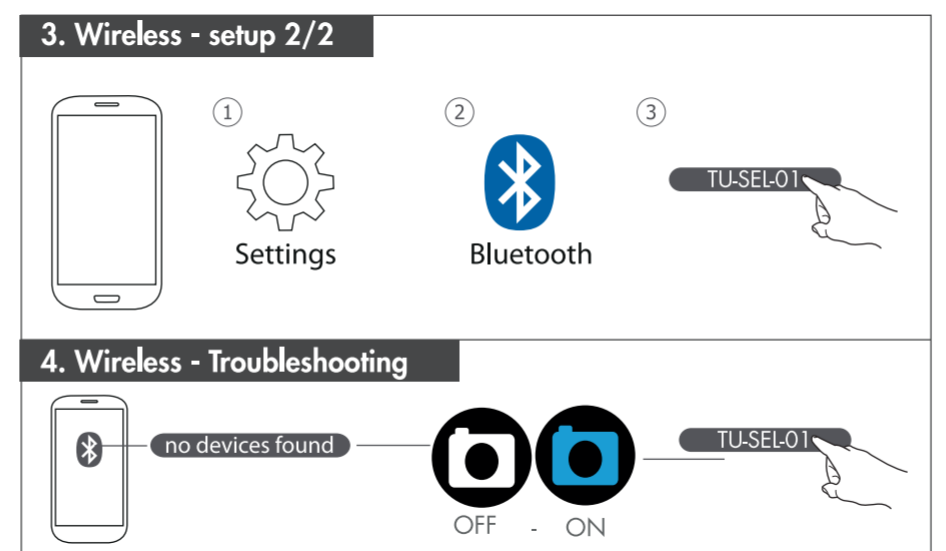 3. Wireless - setup 2/2
1 2 3
TU-SEL-01
Settings Bluetooth
4. Wireless - Troubleshooting
no devices found TU-SEL-01
OFF - ON